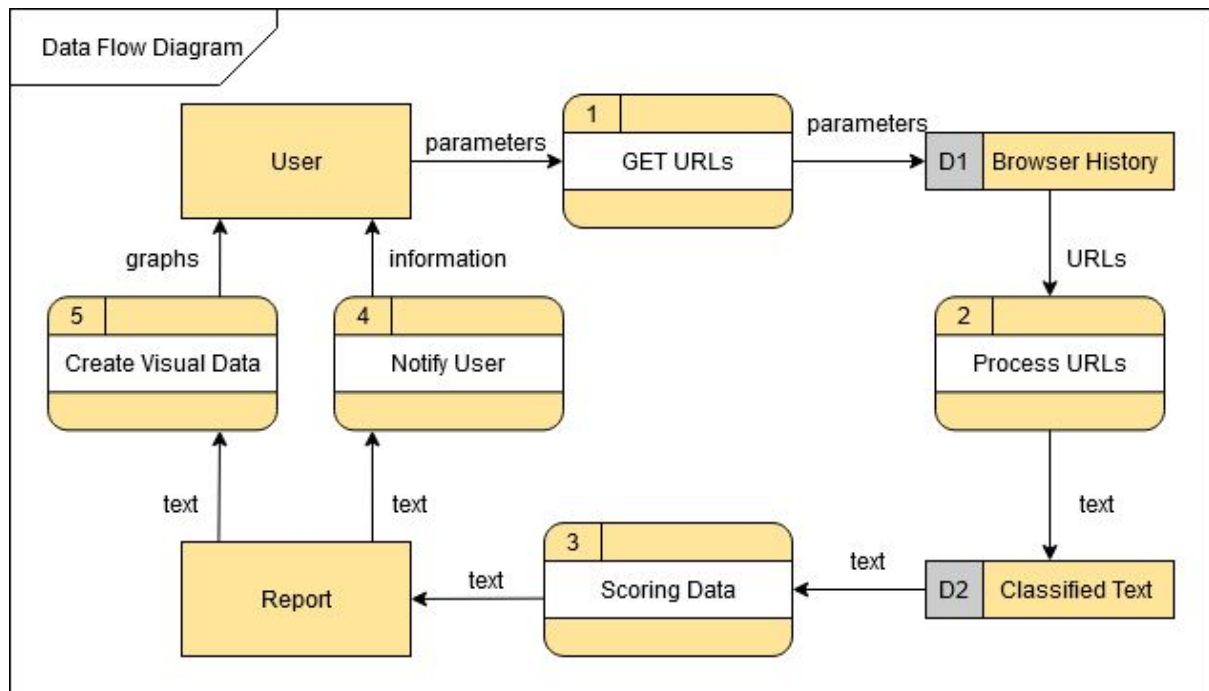 Data Flow Diagram
User
parameters
1
GET URLs
parameters
D1
Browser History
graphs
information
URLs
5
Create Visual Data
4
Notify User
2
Process URLs
text
text
text
Report
text
3
Scoring Data
text
D2
Classified Text